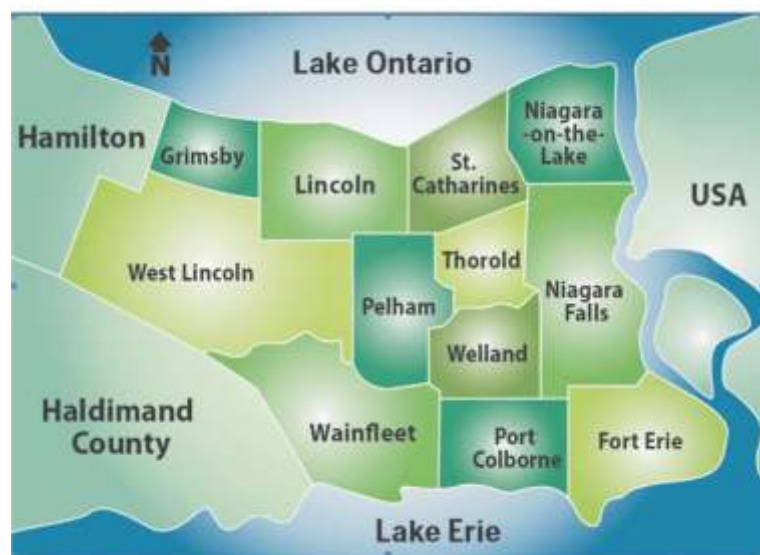 N
Lake Ontario
Hamilton
Grimsby
Lincoln
St.
Catharines
Niagara
-on-the-
Lake
USA
West Lincoln
Pelham
Thorold
Niagara
Falls
Welland
Haldimand
County
Wainfleet
Port
Colborne
Fort Erie
Lake Erie